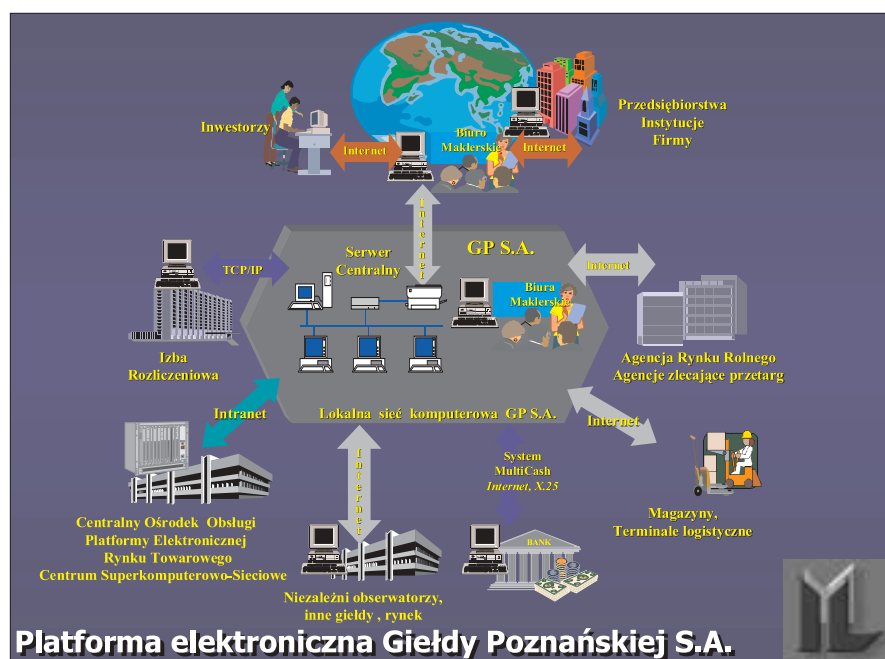 Inwestorzy
Internet
Biuro
Maklerskie
Internet
Przedsiębiorstwa
Instytucje
Firmy
Internet
TCP/IP
Serwer
Centralny
GP S.A.
Biura
Maklerskie
Internet
Izba
Rozliczeniowa
Agencja Rynku Rolnego
Agencje zlecające przetarg
Intranet
Lokalna sieć komputerowa GP S.A.
Internet
Internet
System
MultiCash
Internet, X.25
Centralny Ośrodek Obsługi
Platformy Elektronicznej
Rynku Towarowego
Centrum Superkomputerowo-Sieciowe
BANK
Magazyny,
Terminale logistyczne
Niezależni obserwatorzy,
inne giełdy , rynek
Platforma elektroniczna Giełdy Poznańskiej S.A.